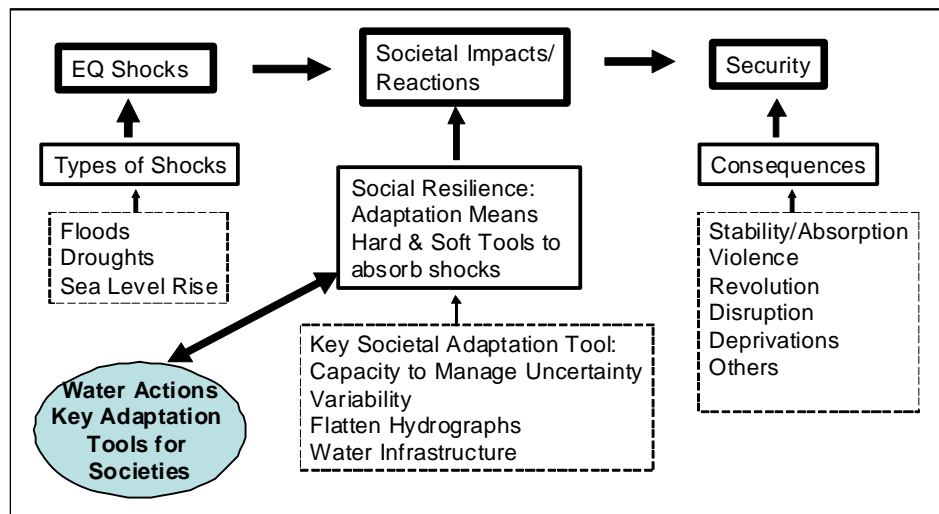 EQ Shocks
Societal Impacts/
Reactions
Security
Types of Shocks
Floods
Droughts
Sea Level Rise
Social Resilience:
Adaptation Means
Hard & Soft Tools to
absorb shocks
Consequences
Stability/Absorption
Violence
Revolution
Disruption
Deprivations
Others
Key Societal Adaptation Tool:
Capacity to Manage Uncertainty
Variability
Flatten Hydrographs
Water Infrastructure
Water Actions
Key Adaptation
Tools for
Societies